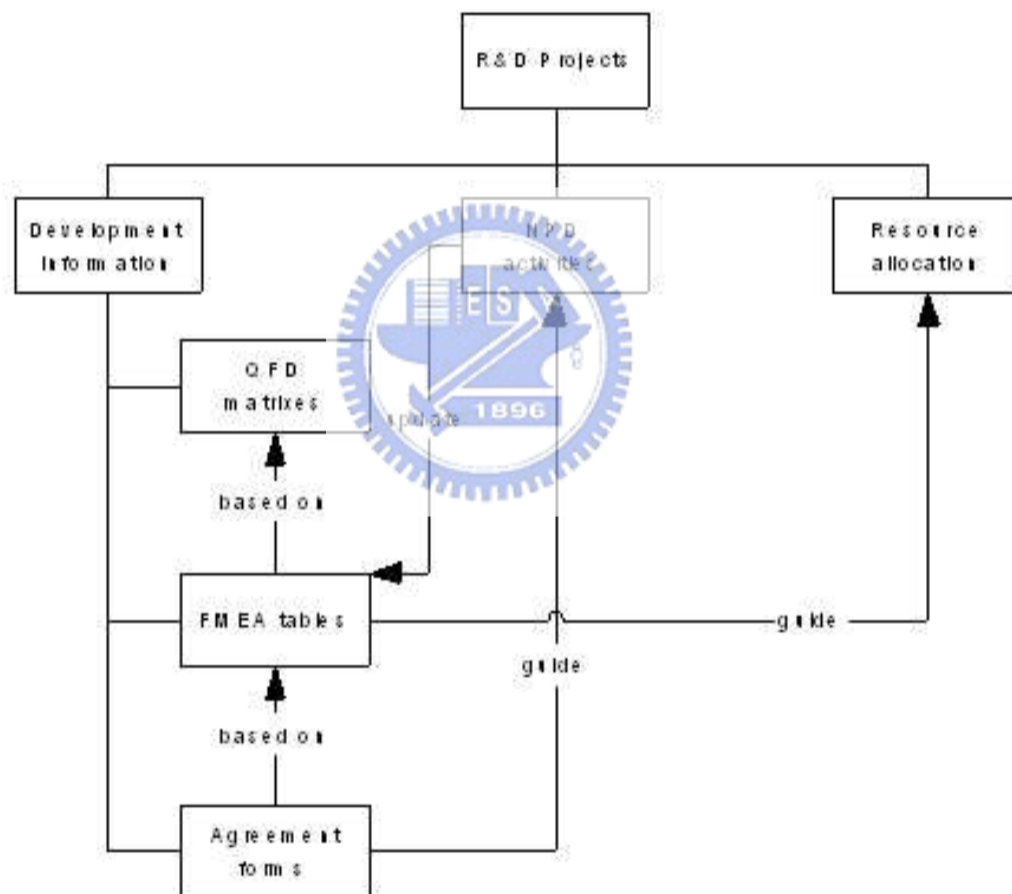 R&D Projects
Development
Information
NPD
activities
Resource
allocation
QFD
matrixes
update
ES
1896
based on
FMEA tables
guide
guide
based on
Agreement
forms